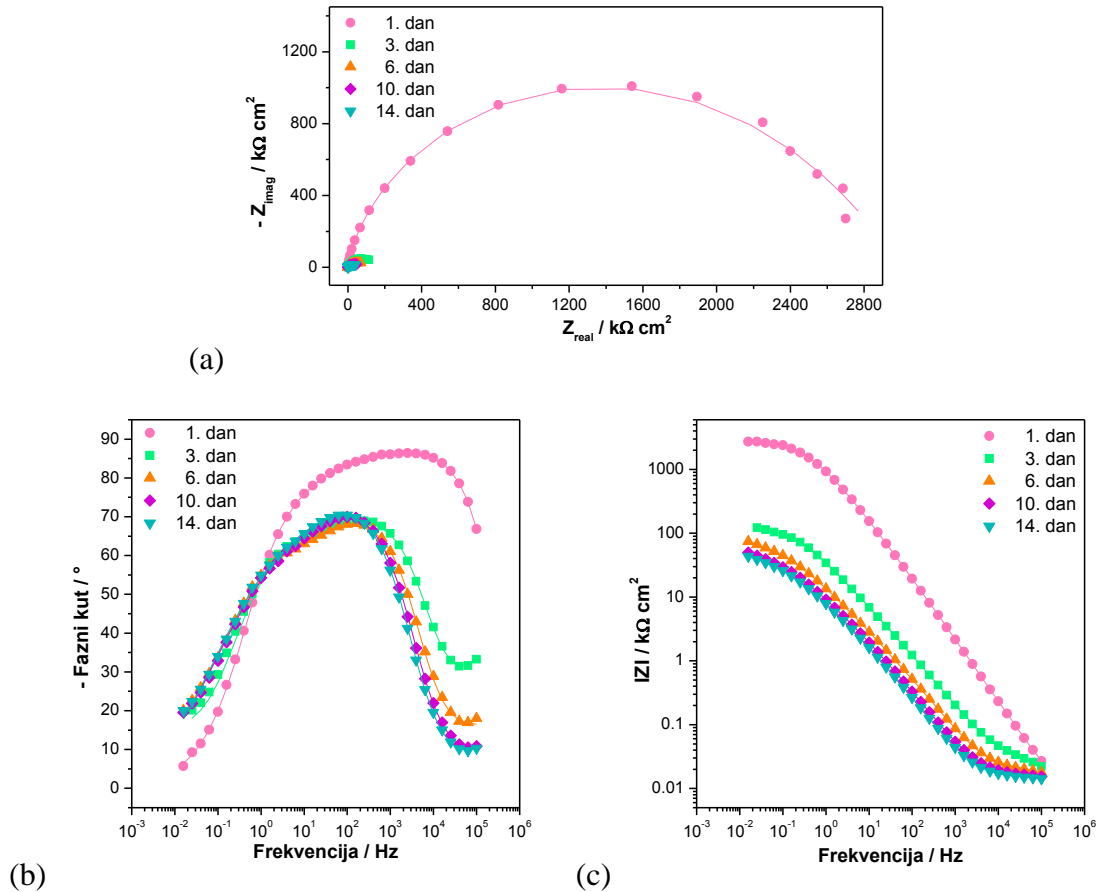 1. dan
3. dan
6. dan
10. dan
14. dan
1200
800
400
0
- Z_imag / kΩ cm²
0 400 800 1200 1600 2000 2400 2800
Z_real / kΩ cm²
(a)
90
80
70
60
50
40
30
20
10
0
- Fazni kut / °
1. dan
3. dan
6. dan
10. dan
14. dan
10⁻³ 10⁻² 10⁻¹ 10⁰ 10¹ 10² 10³ 10⁴ 10⁵ 10⁶
Frekvencija / Hz
(b)
1000
100
10
1
0.1
0.01
|Z| / kΩ cm²
1. dan
3. dan
6. dan
10. dan
14. dan
10⁻³ 10⁻² 10⁻¹ 10⁰ 10¹ 10² 10³ 10⁴ 10⁵ 10⁶
Frekvencija / Hz
(c)